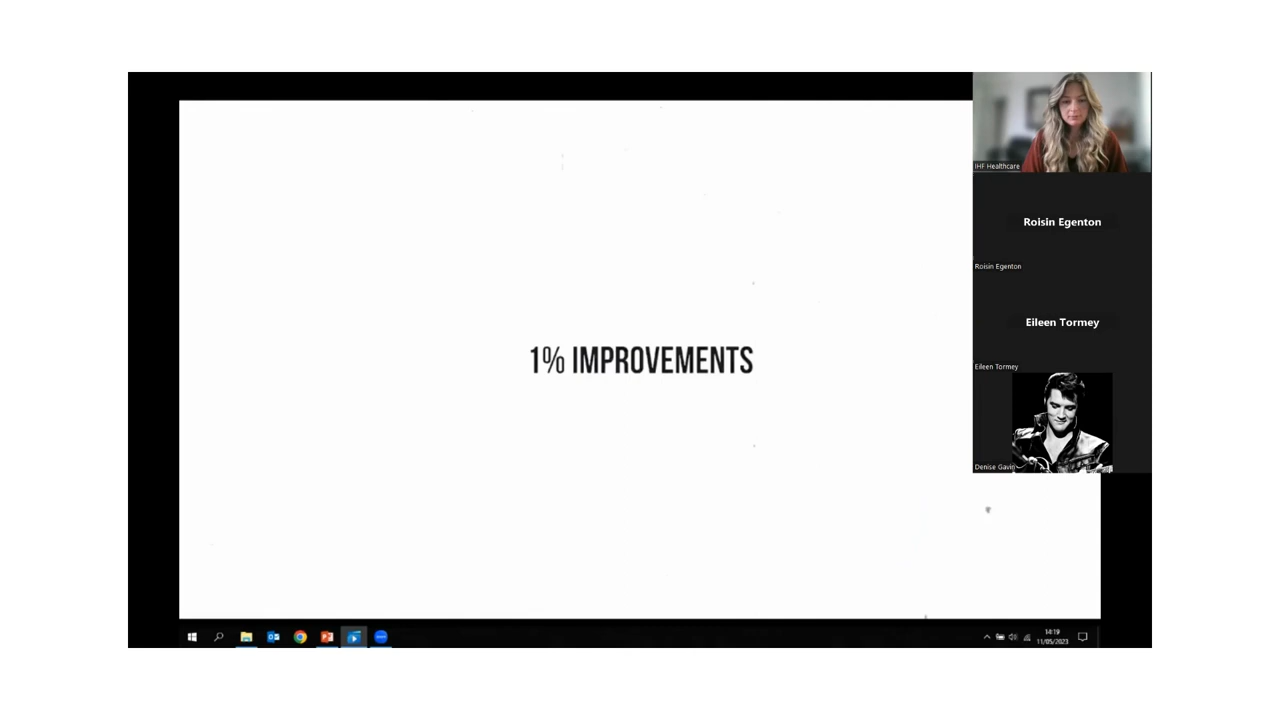 1% IMPROVEMENTS
IHF Healthcare
Roisin Egenton
Roisin Egenton
Eileen Tormey
Eileen Tormey
Denise Gavin
14:19
11/05/2023